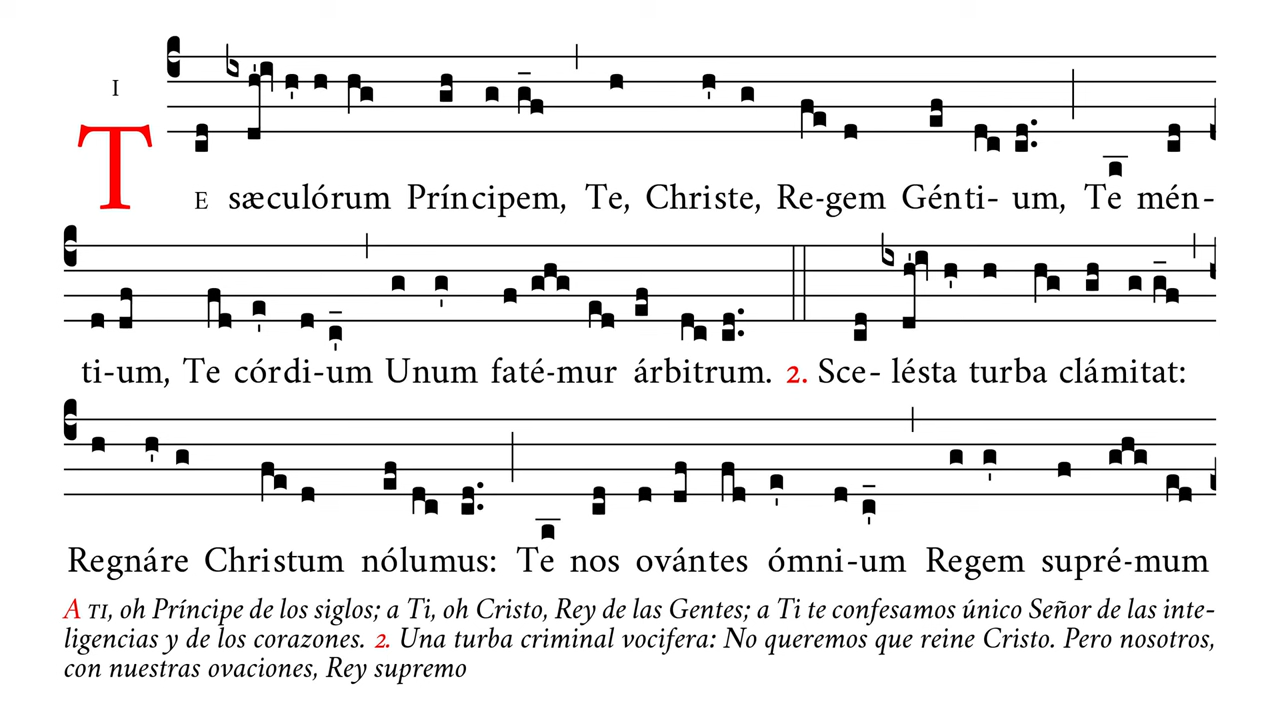 I
TE sæculórum Príncipem, Te, Christe, Re-gem Génti- um, Te mén-
ti-um, Te córdi-um Unum faté-mur árbitrum. 2. Sce- lésta turba clámitat:
Regnáre Christum nólumus: Te nos ovántes ómni-um Regem supré-mum
A TI, oh Príncipe de los siglos; a Ti, oh Cristo, Rey de las Gentes; a Ti te confesamos único Señor de las inte-
ligencias y de los corazones. 2. Una turba criminal vocifera: No queremos que reine Cristo. Pero nosotros,
con nuestras ovaciones, Rey supremo